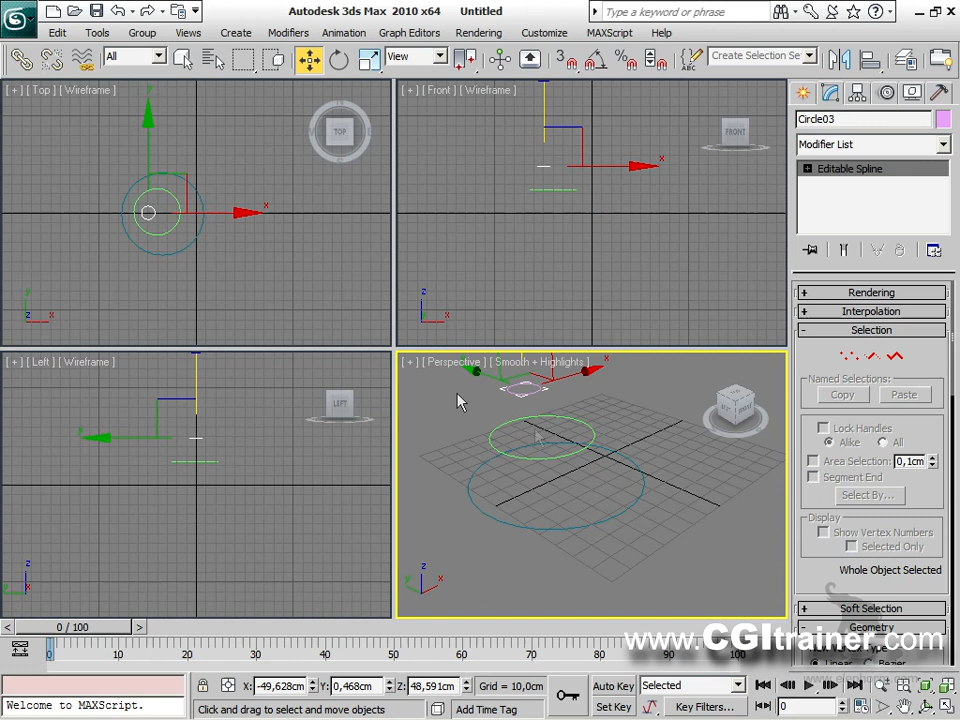 Autodesk 3ds Max 2010 x64 Untitled
Type a keyword or phrase
Edit Tools Group Views Create Modifiers Animation Graph Editors Rendering Customize MAXScript Help
All View 3 Create Selection Se
[ + ] [ Top ] [ Wireframe ]
TOP
y
x
z y x
[ + ] [ Front ] [ Wireframe ]
FRONT
x
z
x
[ + ] [ Left ] [ Wireframe ]
LEFT
z
[ + ] [ Perspective ] [ Smooth + Highlights ]
x
z
x
y
Circle03
Modifier List
Editable Spline
+ Rendering
+ Interpolation
- Selection
Named Selections:
Copy Paste
Lock Handles
Alike All
Area Selection: 0,1cm
Segment End
Select By...
Display
Show Vertex Numbers
Selected Only
Whole Object Selected
+ Soft Selection
- Geometry
Linear Bezier
www.CGItrainer.com
< 0 / 100 >
0 10 20 30 40 50 60 70 80 90 100
X: -49,628cm Y: 0,468cm Z: 48,591cm Grid = 10,0cm Auto Key Selected
Welcome to MAXScript. Click and drag to select and move objects Add Time Tag Set Key Key Filters... 0